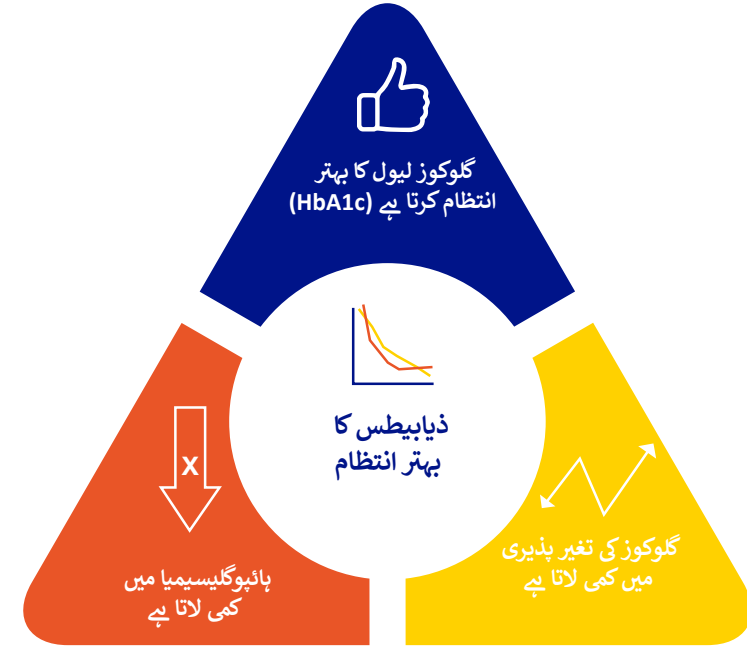 گلوکوز لیول کا بہتر
انتظام کرتا ہے (HbA1c)
ذیابیطس کا
بہتر انتظام
X
گلوکوز کی تغیر پذیری
میں کمی لاتا ہے
ہائپوگلیسیمیا میں
کمی لاتا ہے